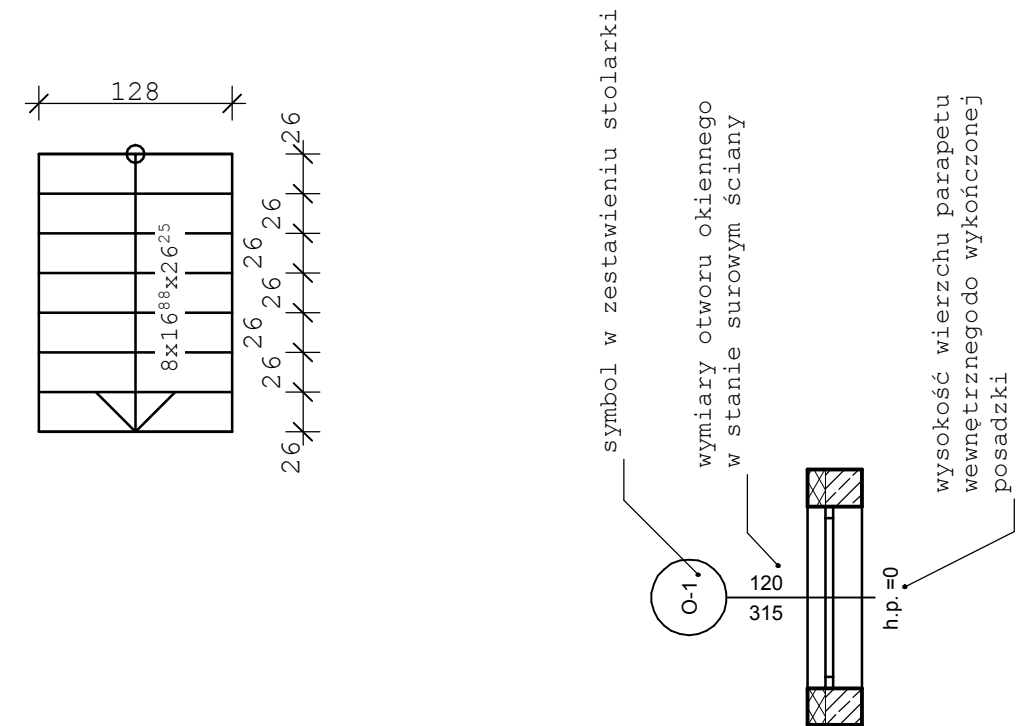 128
26
26
26
26
26
26
26
8x16⁸⁸x26²⁵
symbol w zestawieniu stolarki
wymiary otworu okiennego
w stanie surowym ściany
wysokość wierzchu parapetu
wewnętrznegodo wykończonej
posadzki
O-1
120
315
h.p. =0